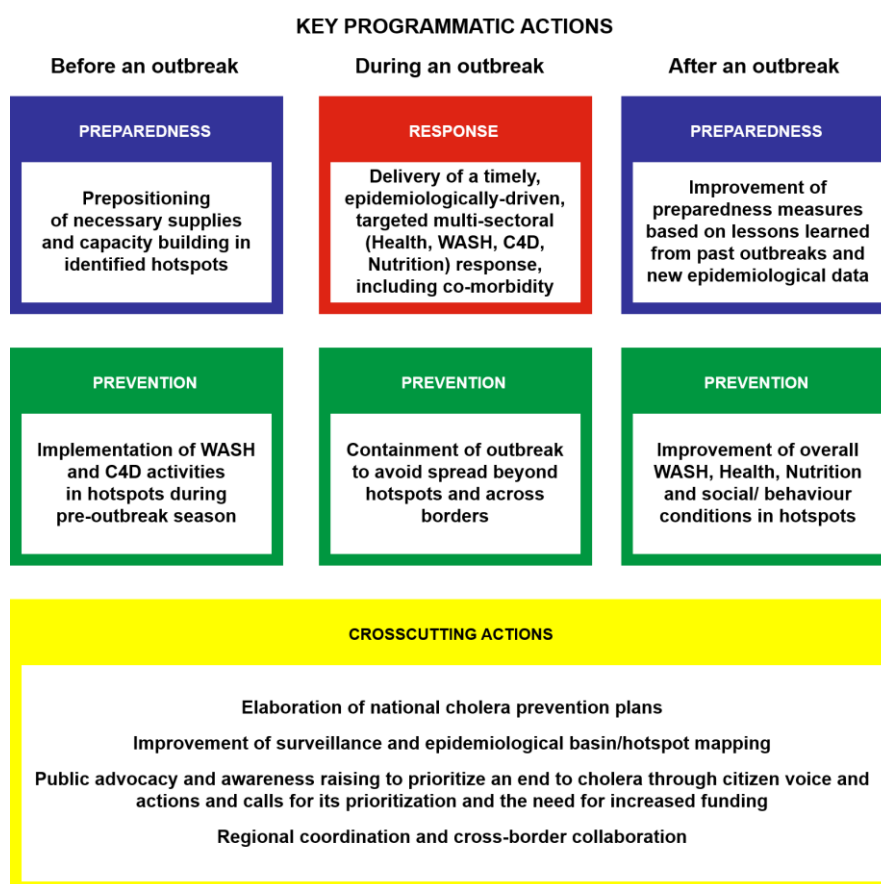 KEY PROGRAMMATIC ACTIONS
Before an outbreak
During an outbreak
After an outbreak
PREPAREDNESS
Prepositioning
of necessary supplies
and capacity building in
identified hotspots
RESPONSE
Delivery of a timely,
epidemiologically-driven,
targeted multi-sectoral
(Health, WASH, C4D,
Nutrition) response,
including co-morbidity
PREPAREDNESS
Improvement of
preparedness measures
based on lessons learned
from past outbreaks and
new epidemiological data
PREVENTION
Implementation of WASH
and C4D activities
in hotspots during
pre-outbreak season
PREVENTION
Containment of outbreak
to avoid spread beyond
hotspots and across
borders
PREVENTION
Improvement of overall
WASH, Health, Nutrition
and social/ behaviour
conditions in hotspots
CROSSCUTTING ACTIONS
Elaboration of national cholera prevention plans
Improvement of surveillance and epidemiological basin/hotspot mapping
Public advocacy and awareness raising to prioritize an end to cholera through citizen voice and
actions and calls for its prioritization and the need for increased funding
Regional coordination and cross-border collaboration